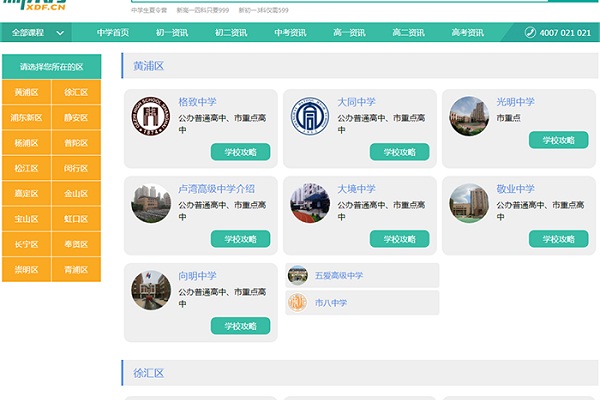 XDF.CN
中学生夏令营 新高一四科只要999 新初一3科仅需599
全部课程 中学首页 初一资讯 初二资讯 中考资讯 高一资讯 高二资讯 高考资讯 4007 021 021
请选择您所在的区
黄浦区 徐汇区
浦东新区 静安区
杨浦区 普陀区
松江区 闵行区
嘉定区 金山区
宝山区 虹口区
长宁区 奉贤区
崇明区 青浦区
黄浦区
格致中学
公办普通高中、市重点高
中
学校攻略
大同中学
公办普通高中、市重点高
中
学校攻略
光明中学
市重点
学校攻略
卢湾高级中学介绍
公办普通高中、市重点高
中
学校攻略
大境中学
公办普通高中、市重点高
中
学校攻略
敬业中学
公办普通高中、市重点高
中
学校攻略
向明中学
公办普通高中、市重点高
中
学校攻略
五爱高级中学
市八中学
徐汇区